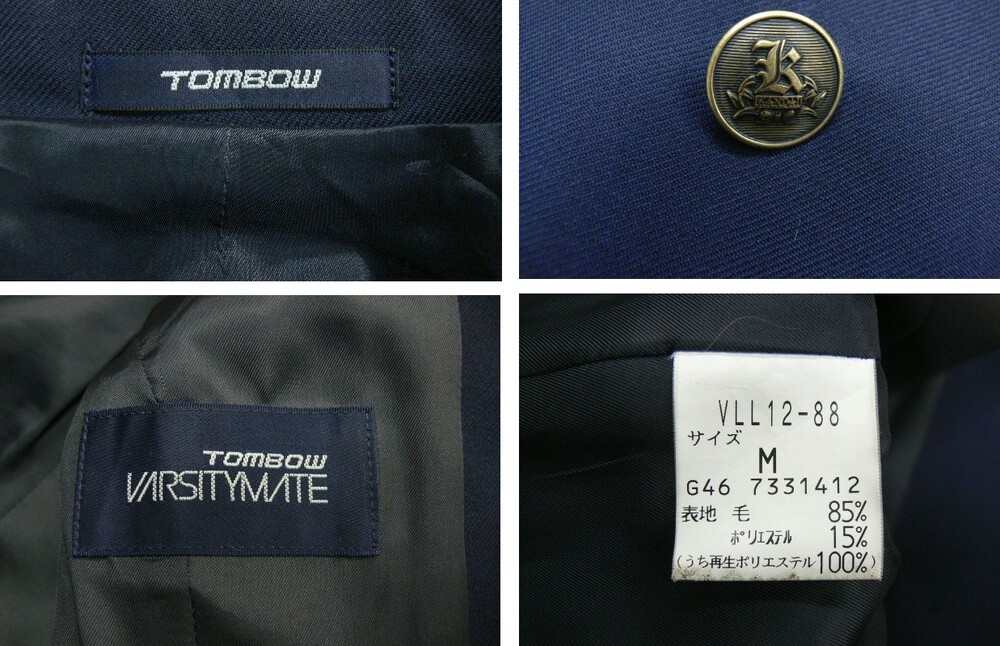 TOMBOW
K
TOMBOW
VARSITYMATE
VLL12-88
サイズ
M
G46 7331412
表地 毛 85%
ポリエステル 15%
(うち再生ポリエステル100%)